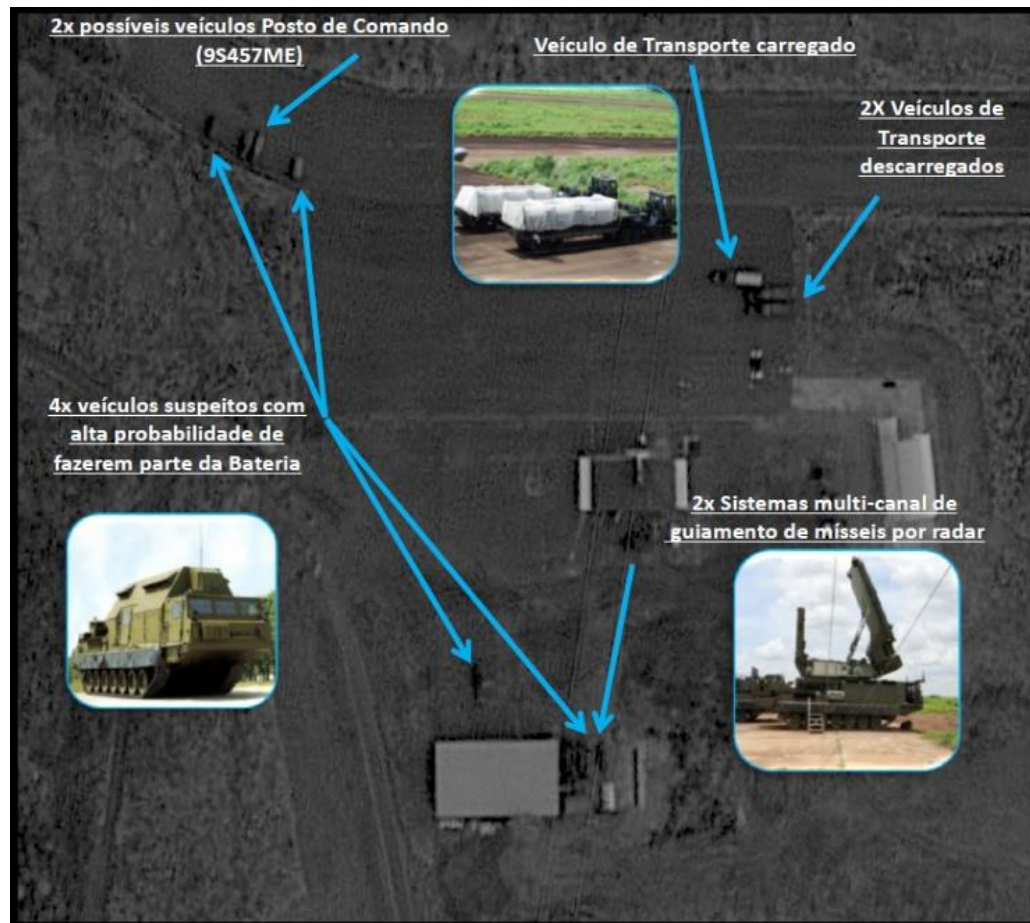 2x possíveis veículos Posto de Comando
(9S457ME)
Veículo de Transporte carregado
2X Veículos de
Transporte
descarregados
4x veículos suspeitos com
alta probabilidade de
fazerem parte da Bateria
2x Sistemas multi-canal de
guiamento de mísseis por radar